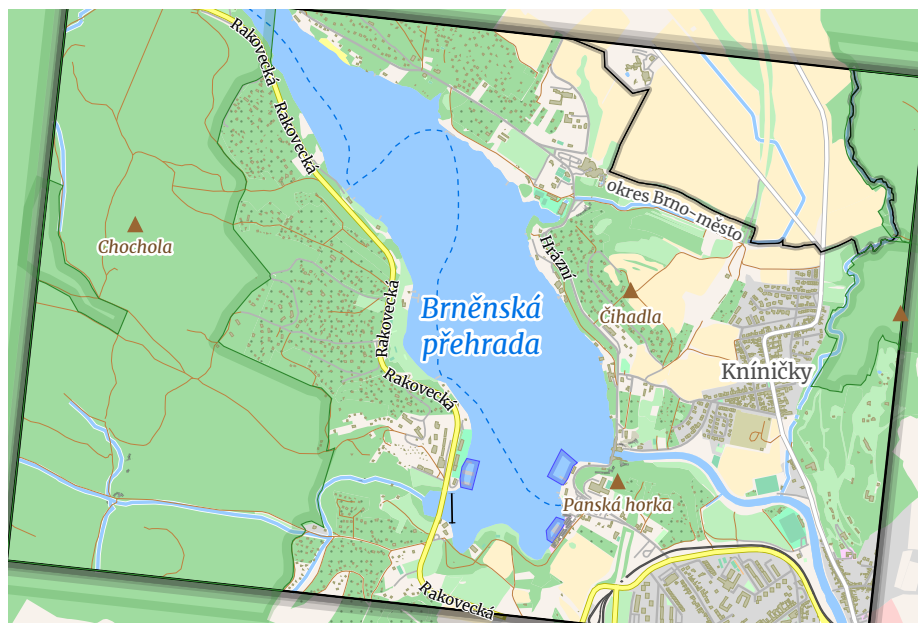 Rakovecká
Rakovecká
okres Brno-město
Chochola
Hrázní
Brněnská
přehrada
Čihadla
Rakovecká
Kníničky
Rakovecká
Panská horka
Rakovecká